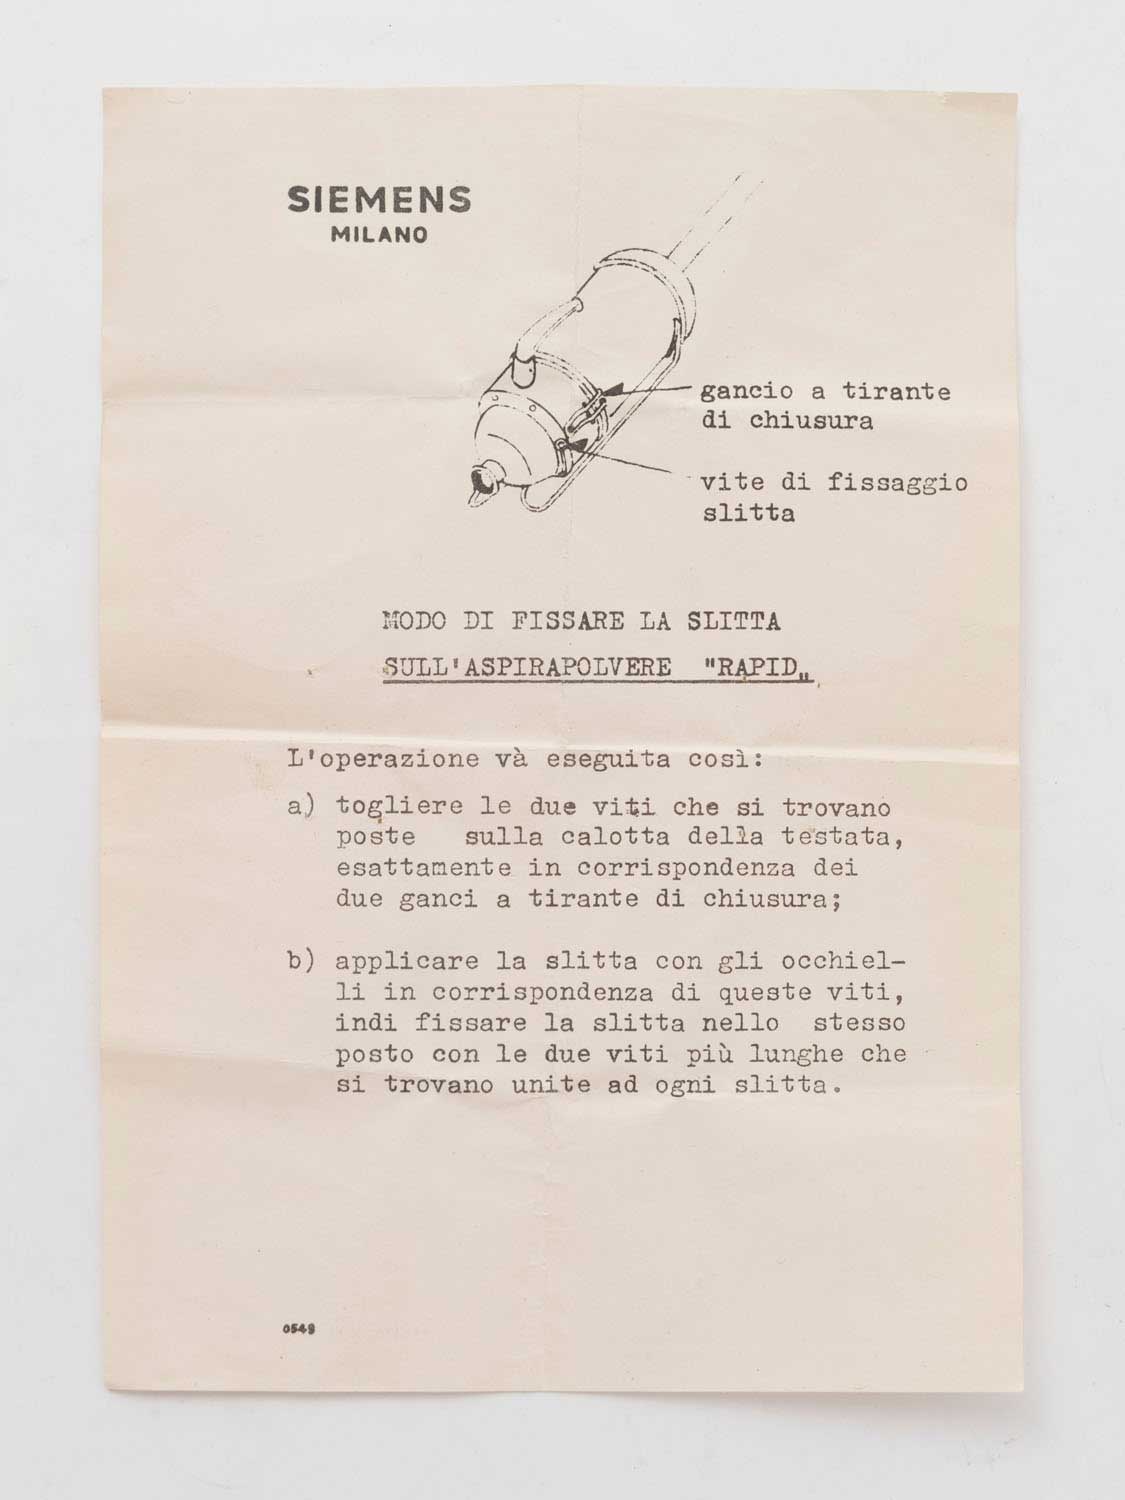 SIEMENS
MILANO
gancio a tirante
di chiusura
vite di fissaggio
slitta
MODO DI FISSARE LA SLITTA
SULL'ASPIRAPOLVERE "RAPID„
L'operazione và eseguita così:
a) togliere le due viti che si trovano
poste sulla calotta della testata,
esattamente in corrispondenza dei
due ganci a tirante di chiusura;
b) applicare la slitta con gli occhiel-
li in corrispondenza di queste viti,
indi fissare la slitta nello stesso
posto con le due viti più lunghe che
si trovano unite ad ogni slitta.
0549